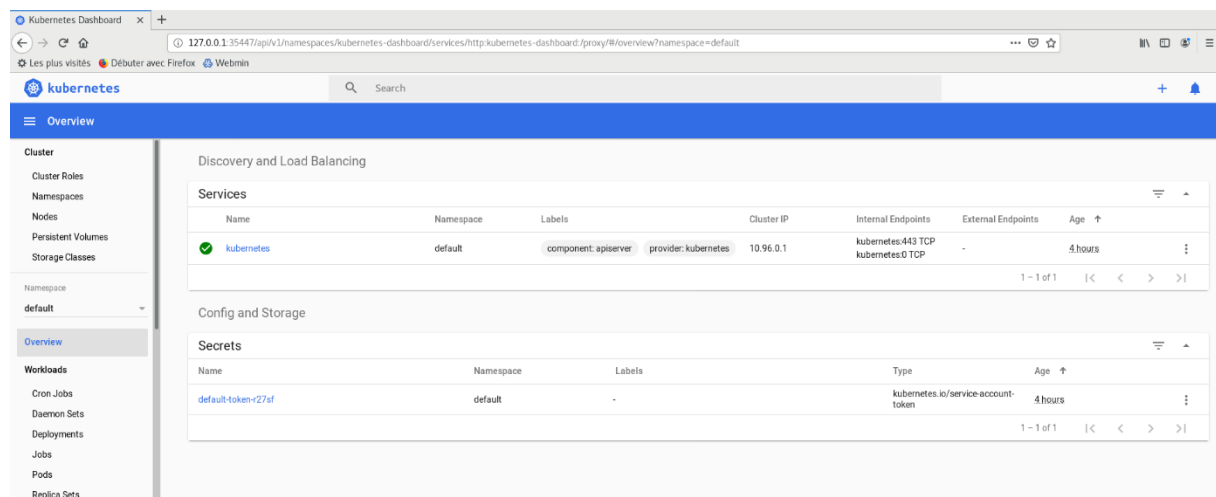 Kubernetes Dashboard × +
127.0.0.1:35447/api/v1/namespaces/kubernetes-dashboard/services/http:kubernetes-dashboard:/proxy/#/overview?namespace=default
Les plus visités Débuter avec Firefox Webmin
kubernetes
Search
Overview
Cluster
Cluster Roles
Namespaces
Nodes
Persistent Volumes
Storage Classes
Namespace
default
Overview
Workloads
Cron Jobs
Daemon Sets
Deployments
Jobs
Pods
Replica Sets
Discovery and Load Balancing
Services
Name Namespace Labels Cluster IP Internal Endpoints External Endpoints Age
kubernetes default component: apiserver provider: kubernetes 10.96.0.1 kubernetes:443 TCP - 4 hours
kubernetes:0 TCP
1 – 1 of 1
Config and Storage
Secrets
Name Namespace Labels Type Age
default-token-r27sf default - kubernetes.io/service-account- 4 hours
token
1 – 1 of 1